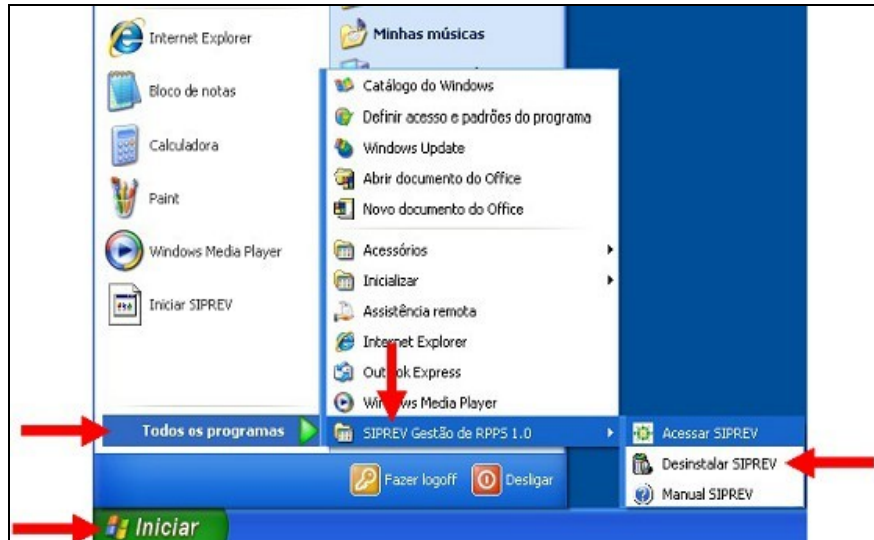 Internet Explorer
Bloco de notas
Calculadora
Paint
Windows Media Player
Iniciar SIPREV
Todos os programas
Minhas músicas
Catálogo do Windows
Definir acesso e padrões do programa
Windows Update
Abrir documento do Office
Novo documento do Office
Acessórios
Inicializar
Assistência remota
Internet Explorer
Outlook Express
Windows Media Player
SIPREV Gestão de RPPS 1.0
Acessar SIPREV
Desinstalar SIPREV
Manual SIPREV
Fazer logoff
Desligar
Iniciar